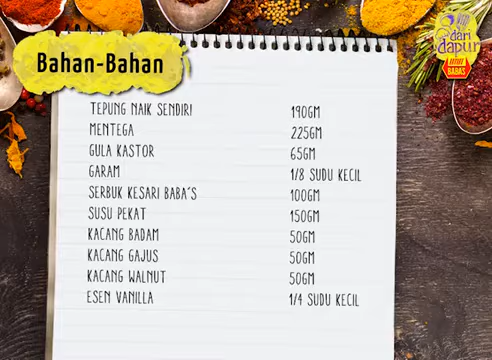 Bahan-Bahan
dari
dapur
BABAS
TEPUNG NAIK SENDIRI 190GM
MENTEGA 225GM
GULA KASTOR 65GM
GARAM 1/8 SUDU KECIL
SERBUK KESARI BABA'S 100GM
SUSU PEKAT 150GM
KACANG BADAM 50GM
KACANG GAJUS 50GM
KACANG WALNUT 50GM
ESEN VANILLA 1/4 SUDU KECIL